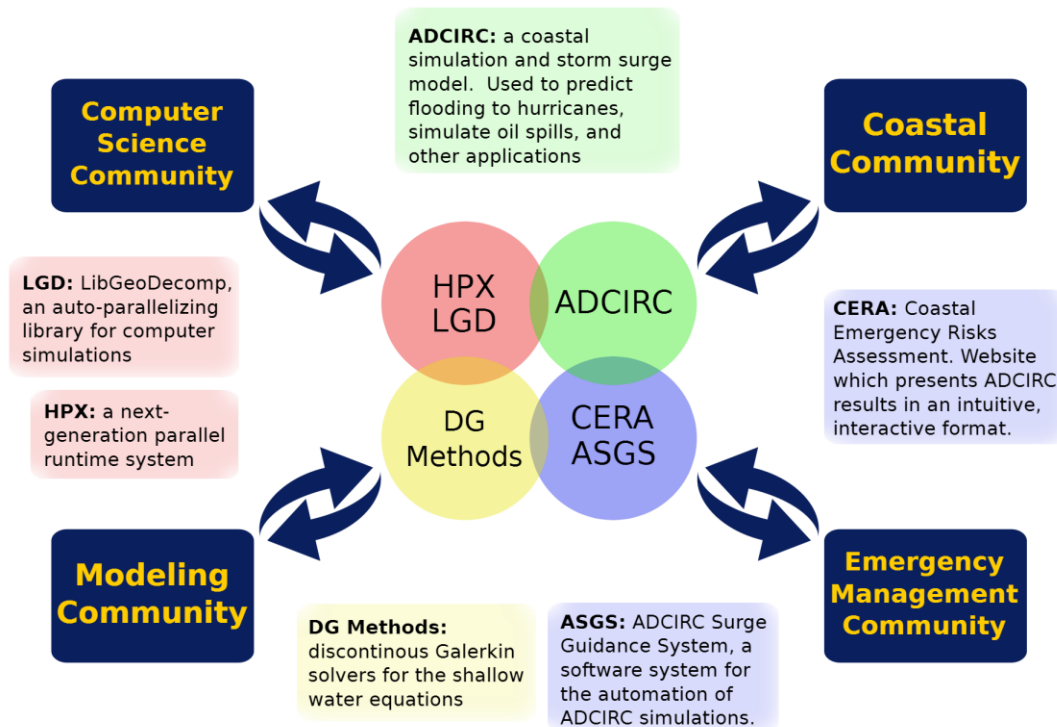 ADCIRC: a coastal
simulation and storm surge
model.  Used to predict
flooding to hurricanes,
simulate oil spills, and
other applications
Computer
Science
Community
Coastal
Community
LGD: LibGeoDecomp,
an auto-parallelizing
library for computer
simulations
HPX: a next-
generation parallel
runtime system
HPX
LGD
ADCIRC
DG
Methods
CERA
ASGS
CERA: Coastal
Emergency Risks
Assessment. Website
which presents ADCIRC
results in an intuitive,
interactive format.
Modeling
Community
DG Methods:
discontinous Galerkin
solvers for the shallow
water equations
ASGS: ADCIRC Surge
Guidance System, a
software system for
the automation of
ADCIRC simulations.
Emergency
Management
Community